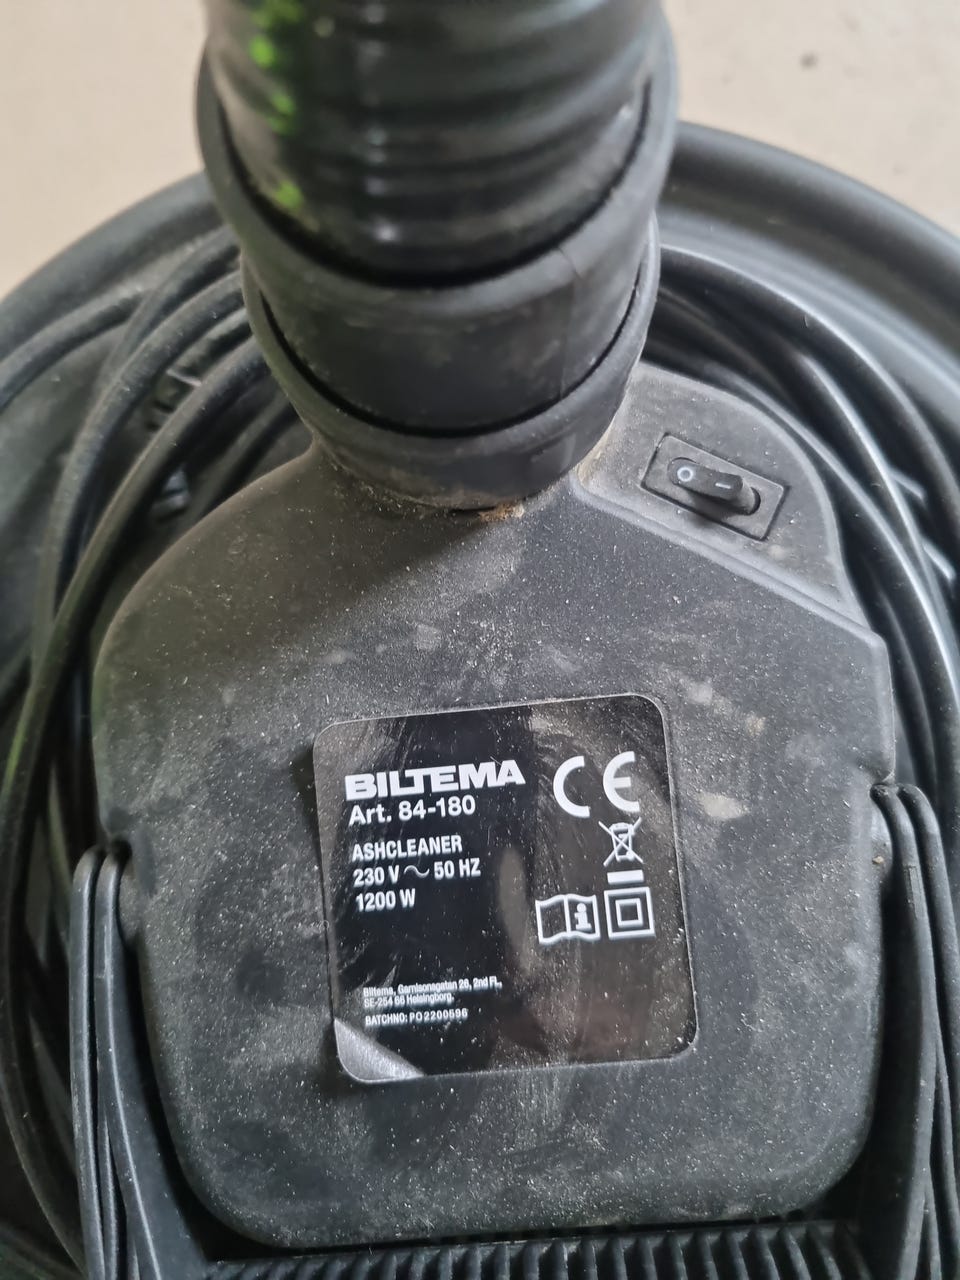 BILTEMA
Art. 84-180
ASHCLEANER
230 V ~ 50 HZ
1200 W
CE
Biltema, Garnisonsgatan 26, 2nd Fl.,
SE-254 66 Helsingborg.
BATCHNO: PO2200596